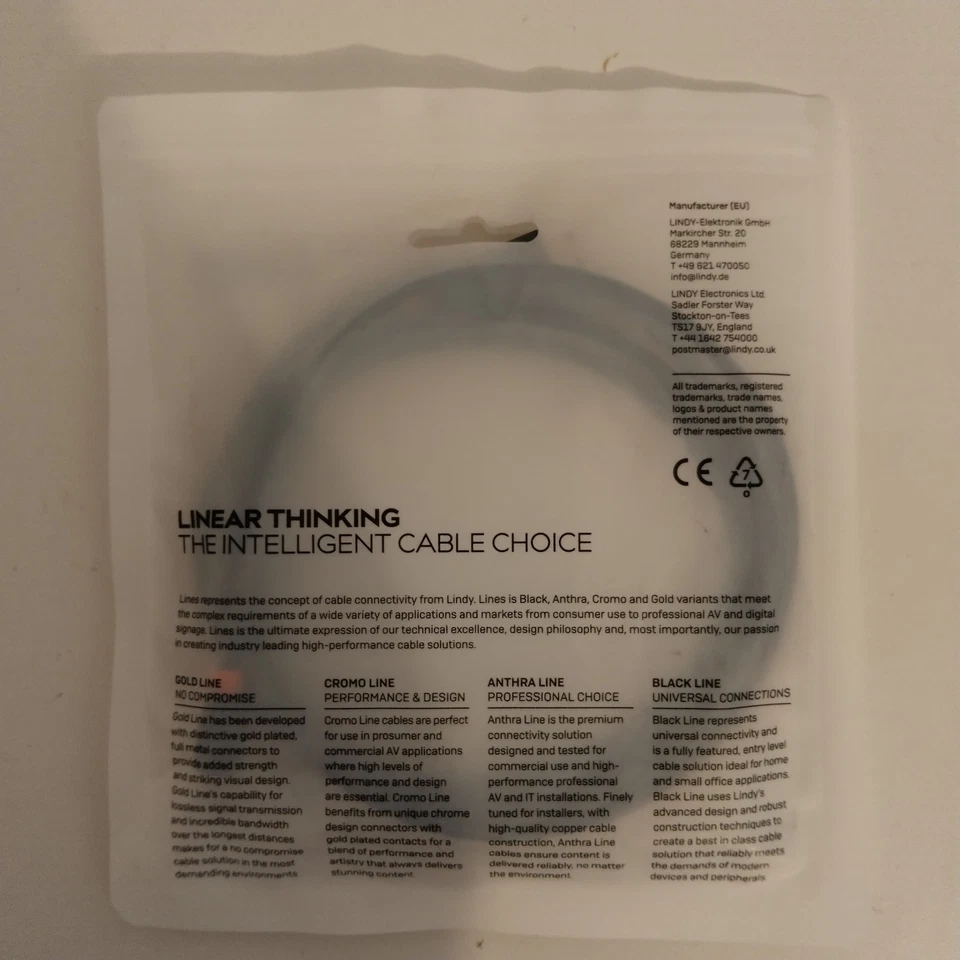 Manufacturer (EU)
LINDY-Elektronik GmbH
Markircher Str. 20
68229 Mannheim
Germany
T +49 621 470050
info@lindy.de
LINDY Electronics Ltd
Sadler Forster Way
Stockton-on-Tees
TS17 9JY, England
T +44 1642 754000
postmaster@lindy.co.uk
All trademarks, registered
trademarks, trade names,
logos & product names
mentioned are the property
of their respective owners.
CE
7
O
LINEAR THINKING
THE INTELLIGENT CABLE CHOICE
Lines represents the concept of cable connectivity from Lindy. Lines is Black, Anthra, Cromo and Gold variants that meet
the complex requirements of a wide variety of applications and markets from consumer use to professional AV and digital
signage. Lines is the ultimate expression of our technical excellence, design philosophy and, most importantly, our passion
in creating industry leading high-performance cable solutions.
GOLD LINE
NO COMPROMISE
Gold Line has been developed
with distinctive gold plated,
full metal connectors to
provide added strength
and striking visual design.
Gold Line's capability for
lossless signal transmission
and incredible bandwidth
over the longest distances
makes for a no compromise
cable solution in the most
demanding environments
CROMO LINE
PERFORMANCE & DESIGN
Cromo Line cables are perfect
for use in prosumer and
commercial AV applications
where high levels of
performance and design
are essential. Cromo Line
benefits from unique chrome
design connectors with
gold plated contacts for a
blend of performance and
artistry that always delivers
stunning content.
ANTHRA LINE
PROFESSIONAL CHOICE
Anthra Line is the premium
connectivity solution
designed and tested for
commercial use and high-
performance professional
AV and IT installations. Finely
tuned for installers, with
high-quality copper cable
construction, Anthra Line
cables ensure content is
delivered reliably, no matter
the environment.
BLACK LINE
UNIVERSAL CONNECTIONS
Black Line represents
universal connectivity and
is a fully featured, entry level
cable solution ideal for home
and small office applications.
Black Line uses Lindy's
advanced design and robust
construction techniques to
create a best in class cable
solution that reliably meets
the demands of modern
devices and peripherals.